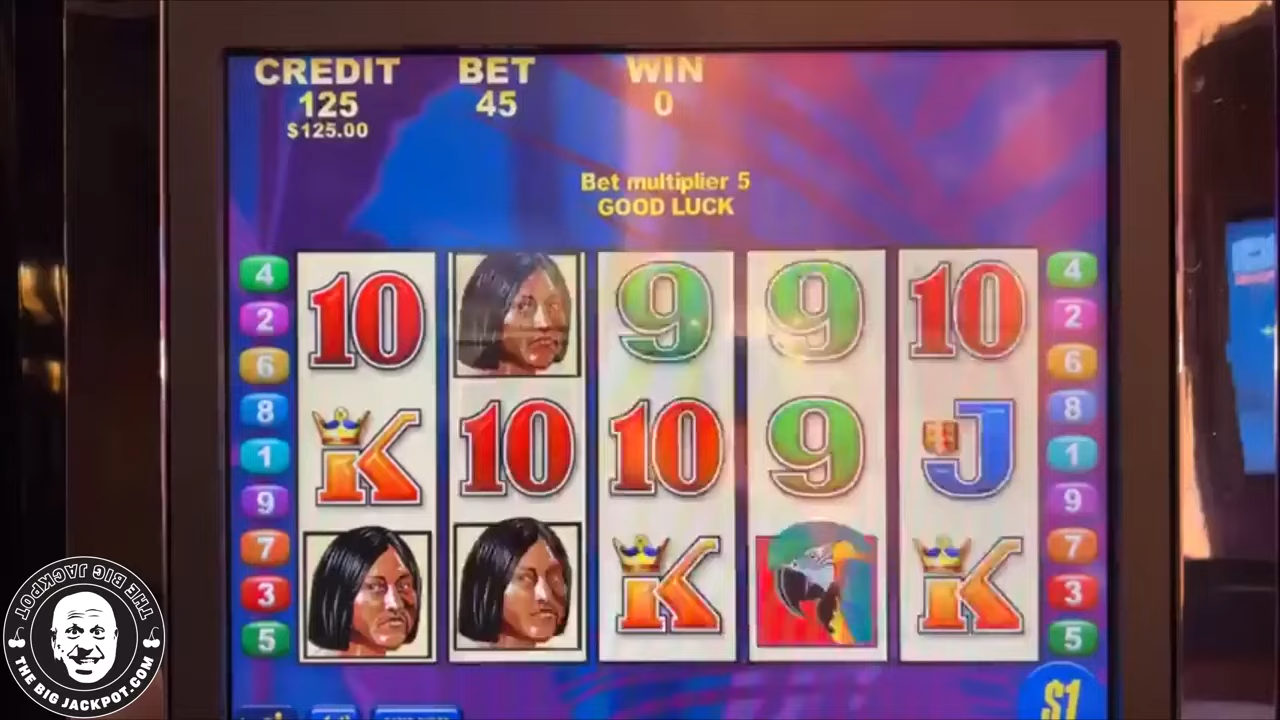 CREDIT BET WIN
125 45 0
$125.00
Bet multiplier 5
GOOD LUCK
4 10 9 9 10 4
2 2
6 6
8 8
K 10 10 9 J
1 1
9 9
7 7
K K
3 3
5 5
$1
THE BIG JACKPOT
THE BIG JACKPOT.COM